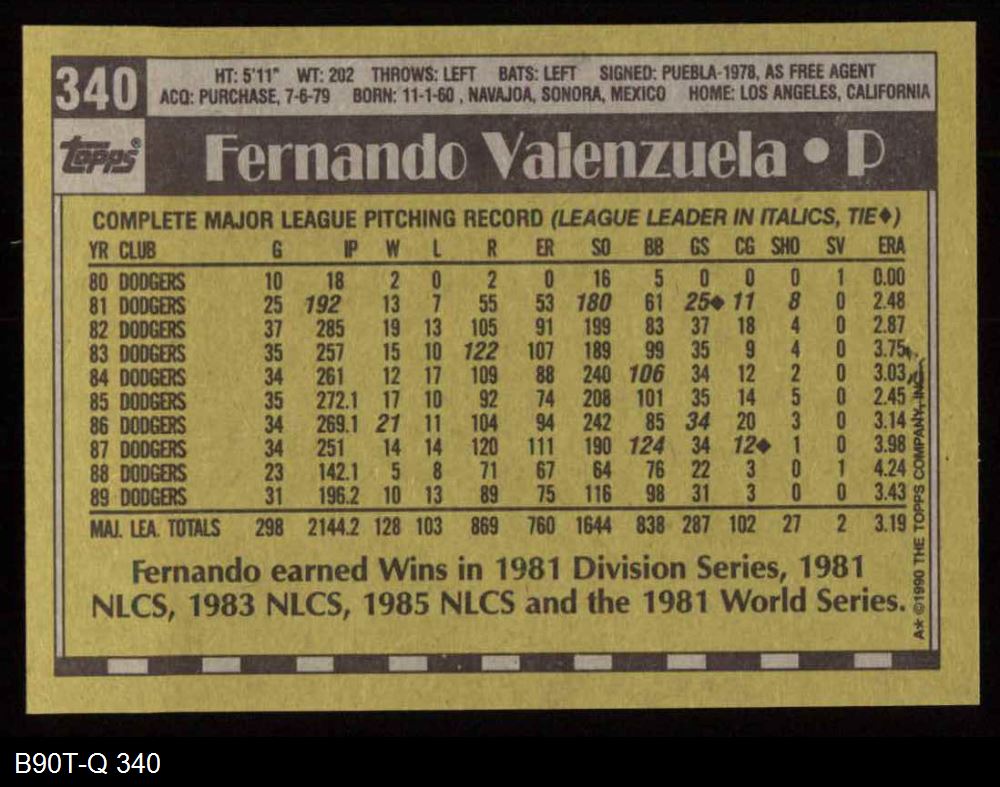 340
HT: 5'11" WT: 202 THROWS: LEFT BATS: LEFT SIGNED: PUEBLA-1978, AS FREE AGENT
ACQ: PURCHASE, 7-6-79 BORN: 11-1-60 , NAVAJOA, SONORA, MEXICO HOME: LOS ANGELES, CALIFORNIA
topps®
Fernando Valenzuela • P
COMPLETE MAJOR LEAGUE PITCHING RECORD (LEAGUE LEADER IN ITALICS, TIE♦)
YR CLUB G IP W L R ER SO BB GS CG SHO SV ERA
80 DODGERS 10 18 2 0 2 0 16 5 0 0 0 1 0.00
81 DODGERS 25 192 13 7 55 53 180 61 25♦ 11 8 0 2.48
82 DODGERS 37 285 19 13 105 91 199 83 37 18 4 0 2.87
83 DODGERS 35 257 15 10 122 107 189 99 35 9 4 0 3.75
84 DODGERS 34 261 12 17 109 88 240 106 34 12 2 0 3.03
85 DODGERS 35 272.1 17 10 92 74 208 101 35 14 5 0 2.45
86 DODGERS 34 269.1 21 11 104 94 242 85 34 20 3 0 3.14
87 DODGERS 34 251 14 14 120 111 190 124 34 12♦ 1 0 3.98
88 DODGERS 23 142.1 5 8 71 67 64 76 22 3 0 1 4.24
89 DODGERS 31 196.2 10 13 89 75 116 98 31 3 0 0 3.43
MAJ. LEA. TOTALS 298 2144.2 128 103 869 760 1644 838 287 102 27 2 3.19
Fernando earned Wins in 1981 Division Series, 1981
NLCS, 1983 NLCS, 1985 NLCS and the 1981 World Series.
A* ©1990 THE TOPPS COMPANY, INC.
B90T-Q 340